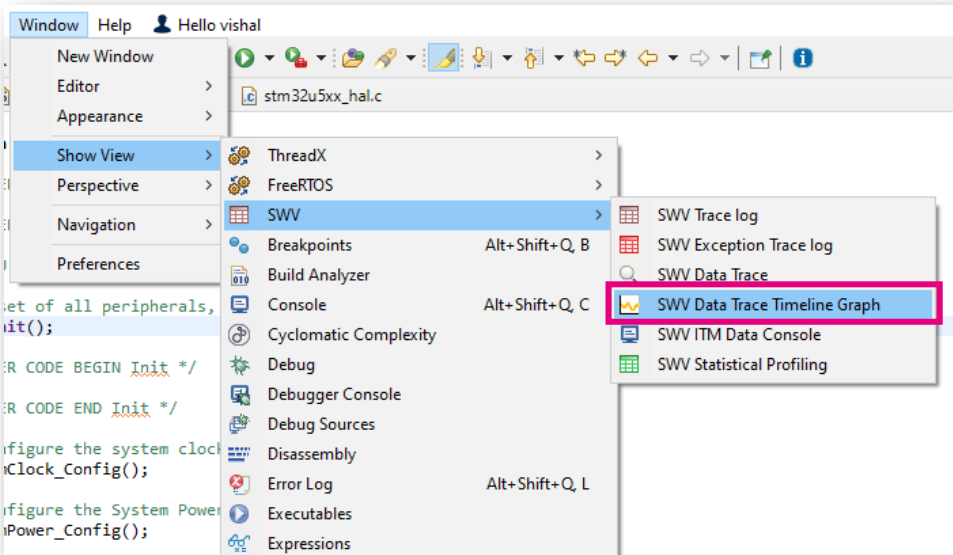 Window Help Hello vishal
New Window
Editor
Appearance
Show View
Perspective
Navigation
Preferences
stm32u5xx_hal.c
ThreadX
FreeRTOS
SWV
Breakpoints Alt+Shift+Q, B
Build Analyzer
Console Alt+Shift+Q, C
Cyclomatic Complexity
Debug
Debugger Console
Debug Sources
Disassembly
Error Log Alt+Shift+Q, L
Executables
Expressions
SWV Trace log
SWV Exception Trace log
SWV Data Trace
SWV Data Trace Timeline Graph
SWV ITM Data Console
SWV Statistical Profiling
set of all peripherals,
nit();
ER CODE BEGIN Init */
ER CODE END Init */
nfigure the system clock
mClock_Config();
nfigure the System Power
mPower_Config();